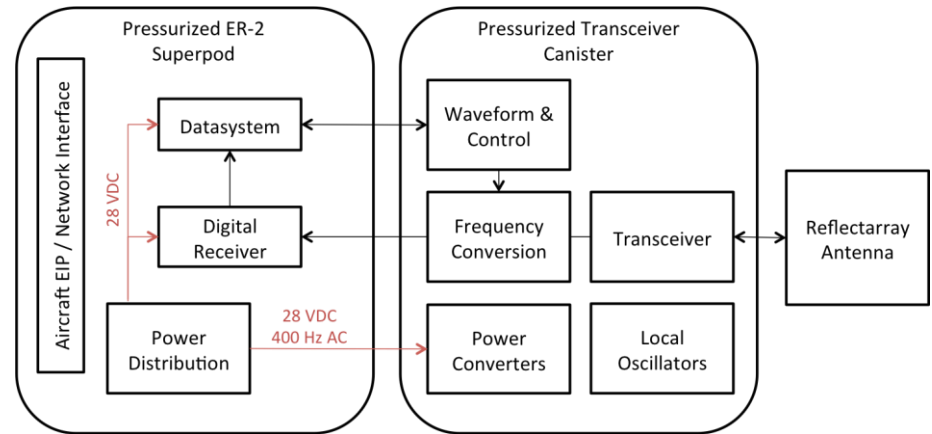 Pressurized ER-2
Superpod
Aircraft EIP / Network Interface
Datasystem
28 VDC
Digital
Receiver
Power
Distribution
28 VDC
400 Hz AC
Pressurized Transceiver
Canister
Waveform &
Control
Frequency
Conversion
Transceiver
Power
Converters
Local
Oscillators
Reflectarray
Antenna